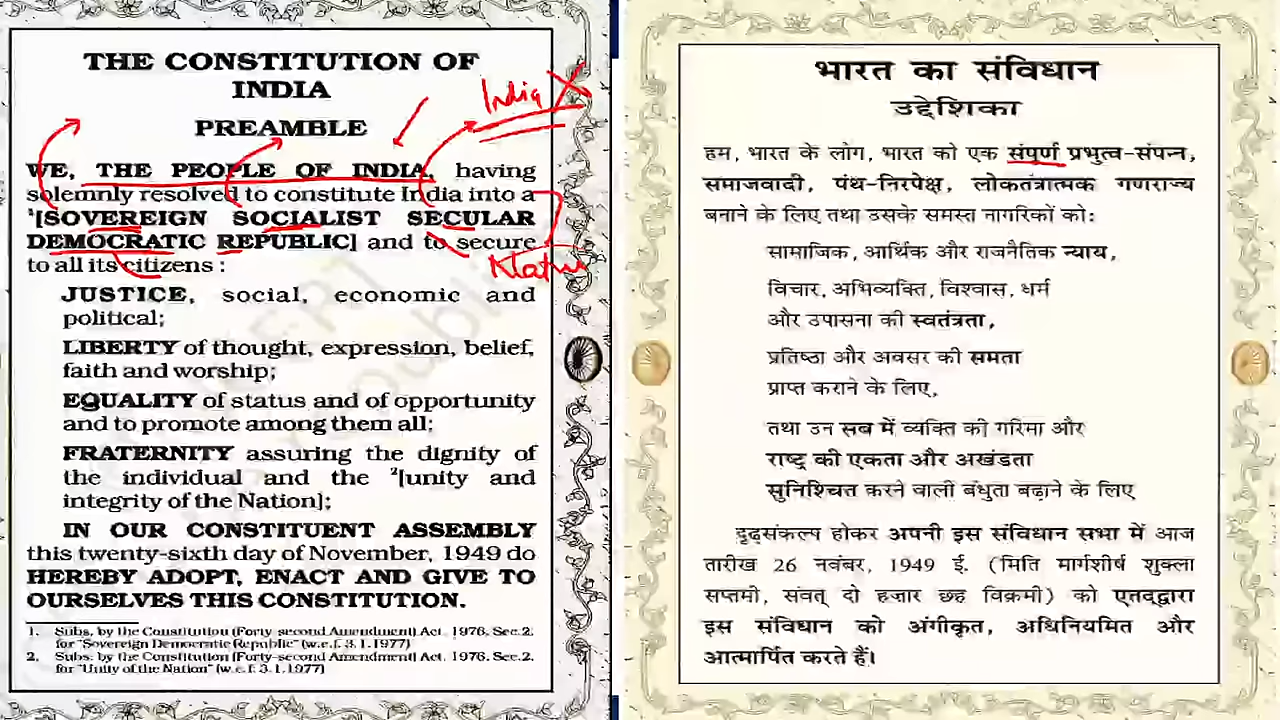 THE CONSTITUTION OF
INDIA
PREAMBLE
India
WE, THE PEOPLE OF INDIA, having
solemnly resolved to constitute India into a
1[SOVEREIGN SOCIALIST SECULAR
DEMOCRATIC REPUBLIC] and to secure
to all its citizens :
JUSTICE, social, economic and
political;
LIBERTY of thought, expression, belief,
faith and worship;
EQUALITY of status and of opportunity
and to promote among them all;
FRATERNITY assuring the dignity of
the individual and the 2[unity and
integrity of the Nation];
IN OUR CONSTITUENT ASSEMBLY
this twenty-sixth day of November, 1949 do
HEREBY ADOPT, ENACT AND GIVE TO
OURSELVES THIS CONSTITUTION.
1. Subs. by the Constitution (Forty-second Amendment) Act, 1976, Sec.2,
for "Sovereign Democratic Republic" (w.e.f. 3.1.1977)
2. Subs. by the Constitution (Forty-second Amendment) Act, 1976, Sec.2,
for "Unity of the Nation" (w.e.f. 3.1.1977)
भारत का संविधान
उद्देशिका
हम, भारत के लोग, भारत को एक संपूर्ण प्रभुत्व-संपन्न,
समाजवादी, पंथ-निरपेक्ष, लोकतंत्रात्मक गणराज्य
बनाने के लिए तथा उसके समस्त नागरिकों को:
सामाजिक, आर्थिक और राजनैतिक न्याय,
विचार, अभिव्यक्ति, विश्वास, धर्म
और उपासना की स्वतंत्रता,
प्रतिष्ठा और अवसर की समता
प्राप्त कराने के लिए,
तथा उन सब में व्यक्ति की गरिमा और
राष्ट्र की एकता और अखंडता
सुनिश्चित करने वाली बंधुता बढ़ाने के लिए
दृढ़संकल्प होकर अपनी इस संविधान सभा में आज
तारीख 26 नवंबर, 1949 ई. (मिति मार्गशीर्ष शुक्ला
सप्तमी, संवत् दो हजार छह विक्रमी) को एतद्द्वारा
इस संविधान को अंगीकृत, अधिनियमित और
आत्मार्पित करते हैं।